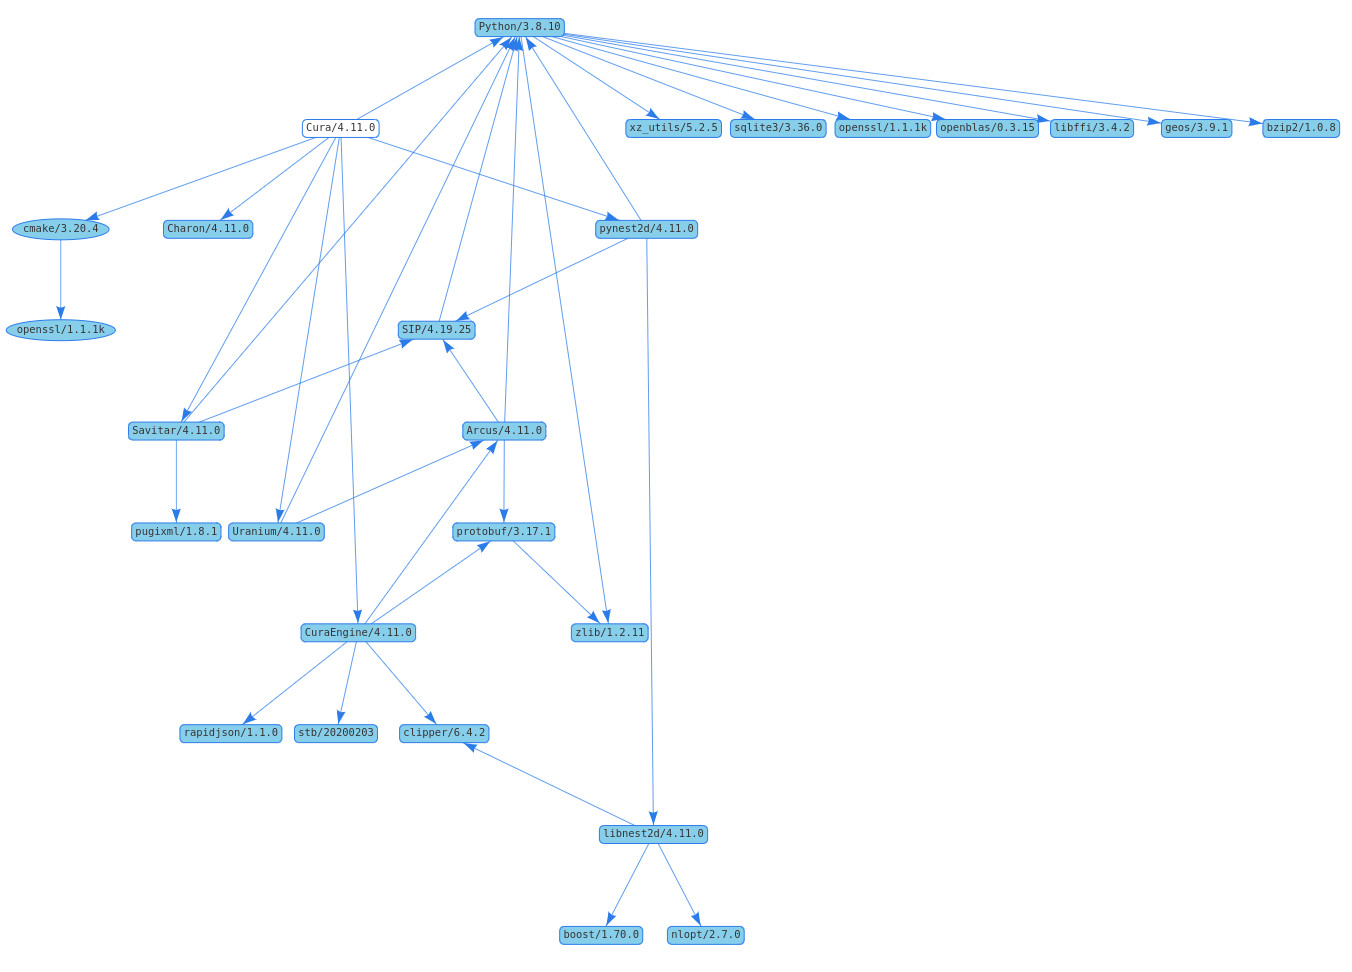 Python/3.8.10
Cura/4.11.0
xz_utils/5.2.5
sqlite3/3.36.0
openssl/1.1.1k
openblas/0.3.15
libffi/3.4.2
geos/3.9.1
bzip2/1.0.8
cmake/3.20.4
Charon/4.11.0
pynest2d/4.11.0
openssl/1.1.1k
SIP/4.19.25
Savitar/4.11.0
Arcus/4.11.0
pugixml/1.8.1
Uranium/4.11.0
protobuf/3.17.1
CuraEngine/4.11.0
zlib/1.2.11
rapidjson/1.1.0
stb/20200203
clipper/6.4.2
libnest2d/4.11.0
boost/1.70.0
nlopt/2.7.0